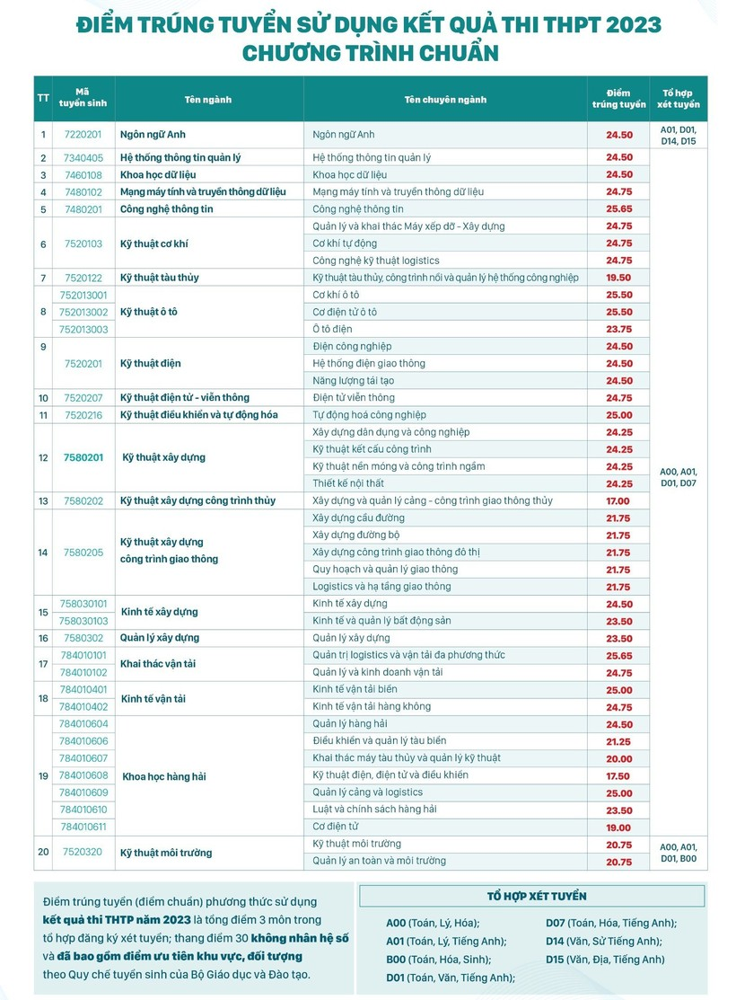 ĐIỂM TRÚNG TUYỂN SỬ DỤNG KẾT QUẢ THI THPT 2023
CHƯƠNG TRÌNH CHUẨN
TT Mã tuyển sinh Tên ngành Tên chuyên ngành Điểm trúng tuyển Tổ hợp xét tuyển
1 7220201 Ngôn ngữ Anh Ngôn ngữ Anh 24.50 A01, D01, D14, D15
2 7340405 Hệ thống thông tin quản lý Hệ thống thông tin quản lý 24.50
3 7460108 Khoa học dữ liệu Khoa học dữ liệu 24.50
4 7480102 Mạng máy tính và truyền thông dữ liệu Mạng máy tính và truyền thông dữ liệu 24.75
5 7480201 Công nghệ thông tin Công nghệ thông tin 25.65
6 7520103 Kỹ thuật cơ khí Quản lý và khai thác Máy xếp dỡ - Xây dựng 24.75
Cơ khí tự động 24.75
Công nghệ kỹ thuật logistics 24.75
7 7520122 Kỹ thuật tàu thủy Kỹ thuật tàu thủy, công trình nổi và quản lý hệ thống công nghiệp 19.50
8 752013001 Kỹ thuật ô tô Cơ khí ô tô 25.50
752013002 Cơ điện tử ô tô 25.50
752013003 Ô tô điện 23.75
9 7520201 Kỹ thuật điện Điện công nghiệp 24.50
Hệ thống điện giao thông 24.50
Năng lượng tái tạo 24.50
10 7520207 Kỹ thuật điện tử - viễn thông Điện tử viễn thông 24.75
11 7520216 Kỹ thuật điều khiển và tự động hóa Tự động hoá công nghiệp 25.00
12 7580201 Kỹ thuật xây dựng Xây dựng dân dụng và công nghiệp 24.25
Kỹ thuật kết cấu công trình 24.25
Kỹ thuật nền móng và công trình ngầm 24.25
Thiết kế nội thất 24.25
A00, A01, D01, D07
13 7580202 Kỹ thuật xây dựng công trình thủy Xây dựng và quản lý cảng - công trình giao thông thủy 17.00
14 7580205 Kỹ thuật xây dựng công trình giao thông Xây dựng cầu đường 21.75
Xây dựng đường bộ 21.75
Xây dựng công trình giao thông đô thị 21.75
Quy hoạch và quản lý giao thông 21.75
Logistics và hạ tầng giao thông 21.75
15 758030101 Kinh tế xây dựng Kinh tế xây dựng 24.50
758030103 Kinh tế và quản lý bất động sản 23.50
16 7580302 Quản lý xây dựng Quản lý xây dựng 23.50
17 784010101 Khai thác vận tải Quản trị logistics và vận tải đa phương thức 25.65
784010102 Quản lý và kinh doanh vận tải 24.75
18 784010401 Kinh tế vận tải Kinh tế vận tải biển 25.00
784010402 Kinh tế vận tải hàng không 24.75
19 784010604 Khoa học hàng hải Quản lý hàng hải 24.50
784010606 Điều khiển và quản lý tàu biển 21.25
784010607 Khai thác máy tàu thủy và quản lý kỹ thuật 20.00
784010608 Kỹ thuật điện, điện tử và điều khiển 17.50
784010609 Quản lý cảng và logistics 25.00
784010610 Luật và chính sách hàng hải 23.50
784010611 Cơ điện tử 19.00
20 7520320 Kỹ thuật môi trường Kỹ thuật môi trường 20.75 A00, A01, D01, B00
Quản lý an toàn và môi trường 20.75
Điểm trúng tuyển (điểm chuẩn) phương thức sử dụng
kết quả thi THTP năm 2023 là tổng điểm 3 môn trong
tổ hợp đăng ký xét tuyển; thang điểm 30 không nhân hệ số
và đã bao gồm điểm ưu tiên khu vực, đối tượng
theo Quy chế tuyển sinh của Bộ Giáo dục và Đào tạo.
TỔ HỢP XÉT TUYỂN
A00 (Toán, Lý, Hóa);
A01 (Toán, Lý, Tiếng Anh);
B00 (Toán, Hóa, Sinh);
D01 (Toán, Văn, Tiếng Anh);
D07 (Toán, Hóa, Tiếng Anh);
D14 (Văn, Sử Tiếng Anh);
D15 (Văn, Địa, Tiếng Anh)